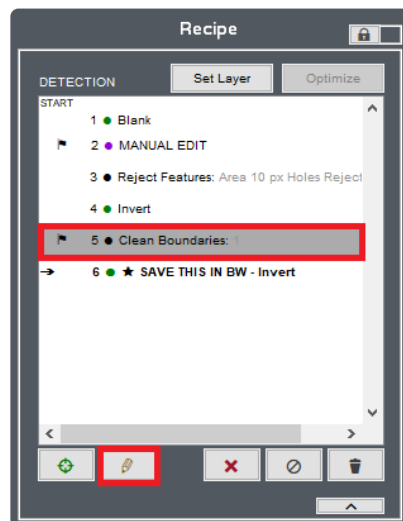 Recipe
DETECTION Set Layer Optimize
START
1 Blank
2 MANUAL EDIT
3 Reject Features: Area 10 px Holes Reject
4 Invert
5 Clean Boundaries: 1
6 ★ SAVE THIS IN BW - Invert